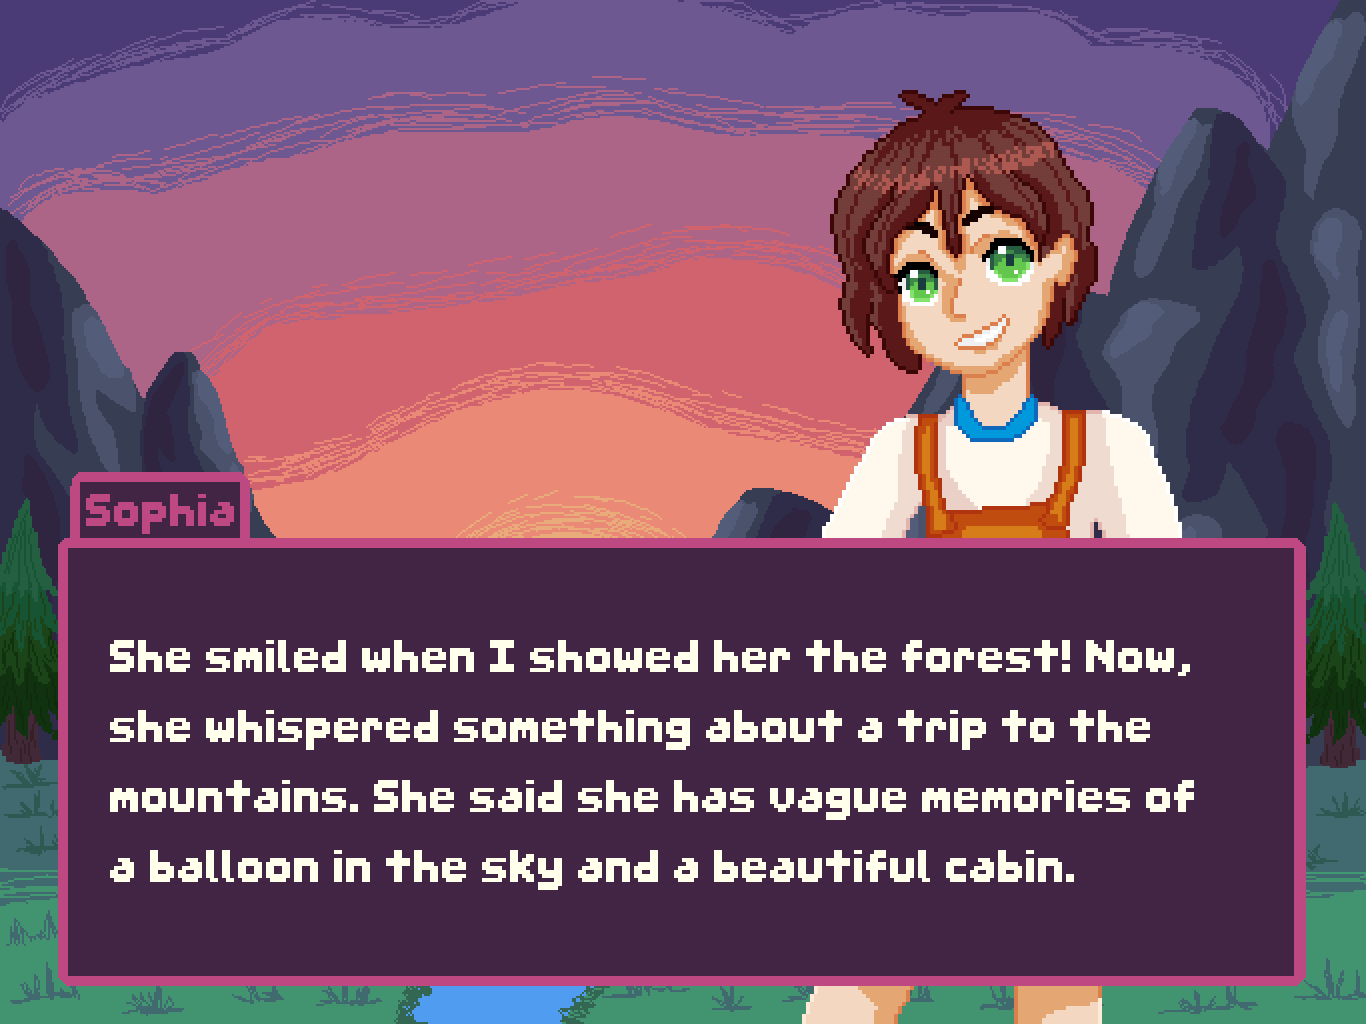 Sophia
She smiled when I showed her the forest! Now,
she whispered something about a trip to the
mountains. She said she has vague memories of
a balloon in the sky and a beautiful cabin.